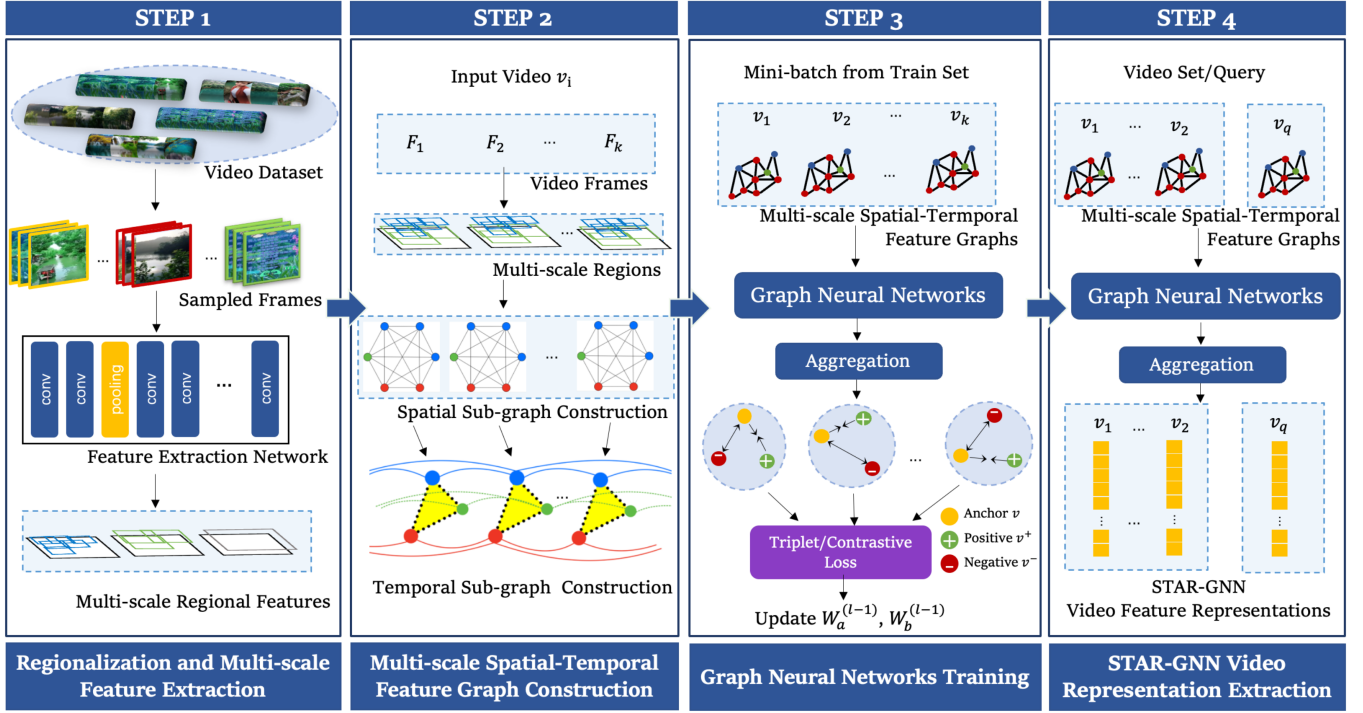 STEP 1
Video Dataset
...
...
Sampled Frames
conv
conv
pooling
conv
conv
...
conv
Feature Extraction Network
Multi-scale Regional Features
Regionalization and Multi-scale
Feature Extraction
STEP 2
Input Video v_i
F_1 F_2 ... F_k
Video Frames
...
Multi-scale Regions
...
Spatial Sub-graph Construction
...
Temporal Sub-graph Construction
Multi-scale Spatial-Temporal
Feature Graph Construction
STEP 3
Mini-batch from Train Set
v_1 v_2 ... v_k
...
Multi-scale Spatial-Termporal
Feature Graphs
Graph Neural Networks
Aggregation
...
Anchor v
Positive v^+
Negative v^-
Triplet/Contrastive
Loss
Update W_a^{(l-1)}, W_b^{(l-1)}
Graph Neural Networks Training
STEP 4
Video Set/Query
v_1 ... v_2 v_q
...
Multi-scale Spatial-Termporal
Feature Graphs
Graph Neural Networks
Aggregation
v_1 ... v_2 v_q
...
STAR-GNN
Video Feature Representations
STAR-GNN Video
Representation Extraction